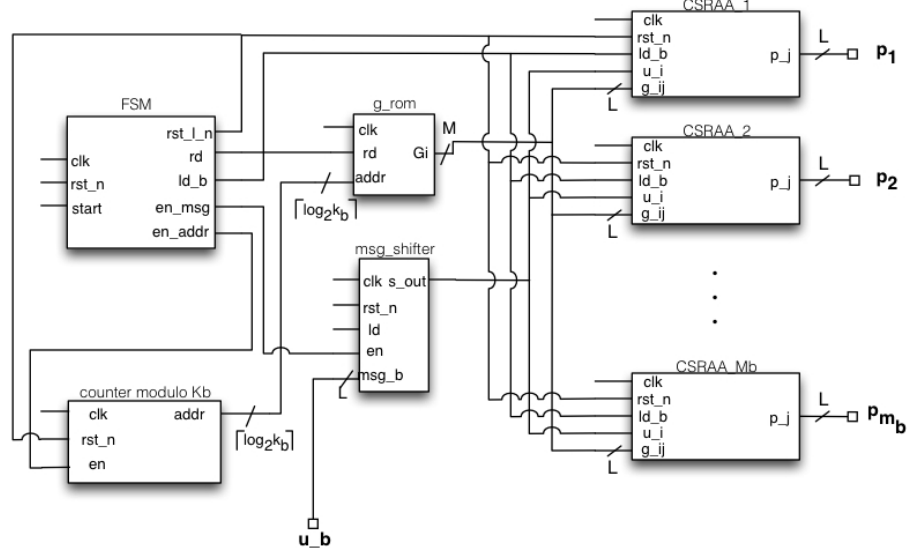 CSRAA_1
clk
rst_n
ld_b
u_i
g_ij
p_j
L
L
p1
FSM
rst_l_n
rd
ld_b
en_msg
en_addr
clk
rst_n
start
g_rom
clk
rd
addr
Gi
M
⌈log2kb⌉
CSRAA_2
clk
rst_n
ld_b
u_i
g_ij
p_j
L
L
p2
msg_shifter
clk
s_out
rst_n
ld
en
msg_b
L
counter modulo Kb
clk
addr
rst_n
en
⌈log2kb⌉
CSRAA_Mb
clk
rst_n
ld_b
u_i
g_ij
p_j
L
L
pmb
u_b